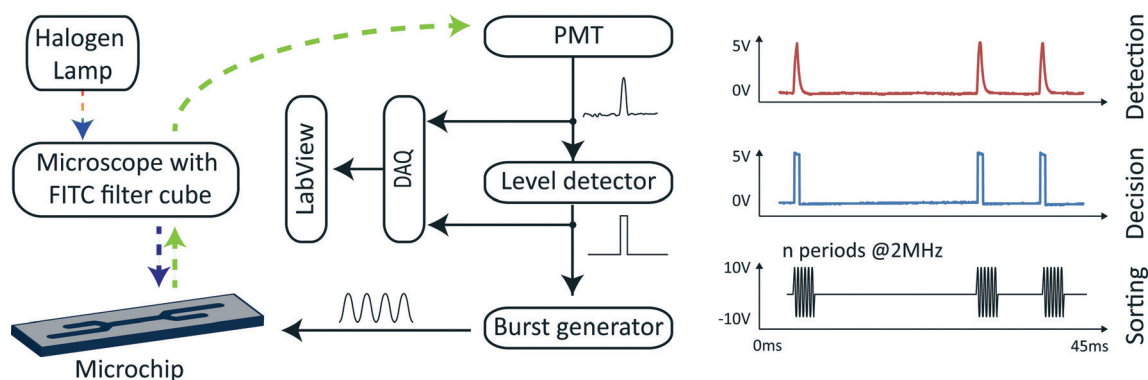 Halogen
Lamp
Microscope with
FITC filter cube
Microchip
PMT
LabView
DAQ
Level detector
Burst generator
5V
0V
Detection
5V
0V
Decision
n periods @2MHz
10V
-10V
Sorting
0ms
45ms